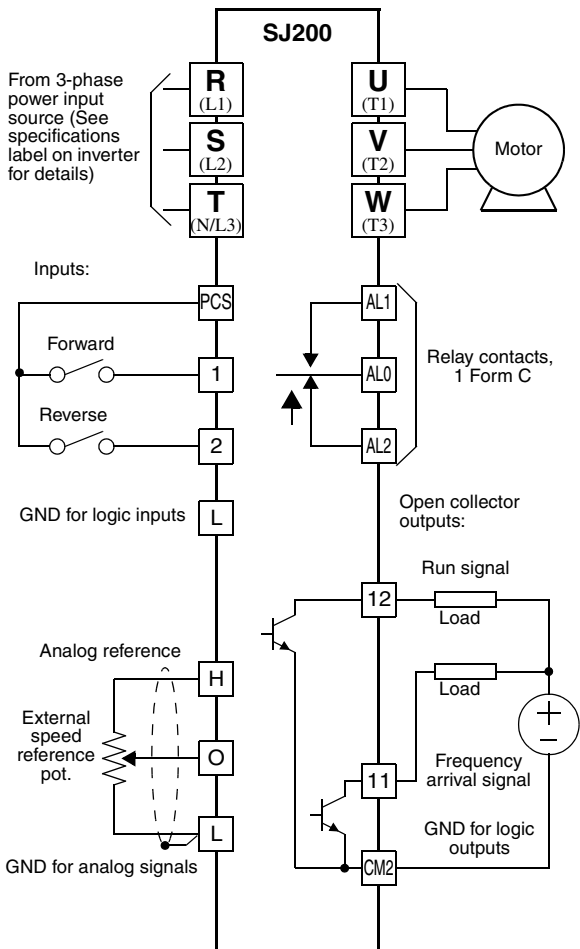 SJ200
From 3-phase
power input
source (See
specifications
label on inverter
for details)
R
(L1)
S
(L2)
T
(N/L3)
U
(T1)
V
(T2)
W
(T3)
Motor
Inputs:
PCS
Forward
1
Reverse
2
GND for logic inputs
L
AL1
AL0
AL2
Relay contacts,
1 Form C
Open collector
outputs:
Run signal
12
Load
Load
Analog reference
H
External
speed
reference
pot.
O
L
GND for analog signals
+
–
Frequency
arrival signal
11
GND for logic
outputs
CM2